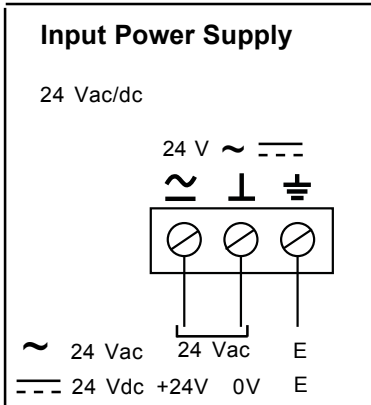 Input Power Supply
24 Vac/dc
24 V ~ ⎓
~ 24 Vac 24 Vac E
⎓ 24 Vdc +24V 0V E